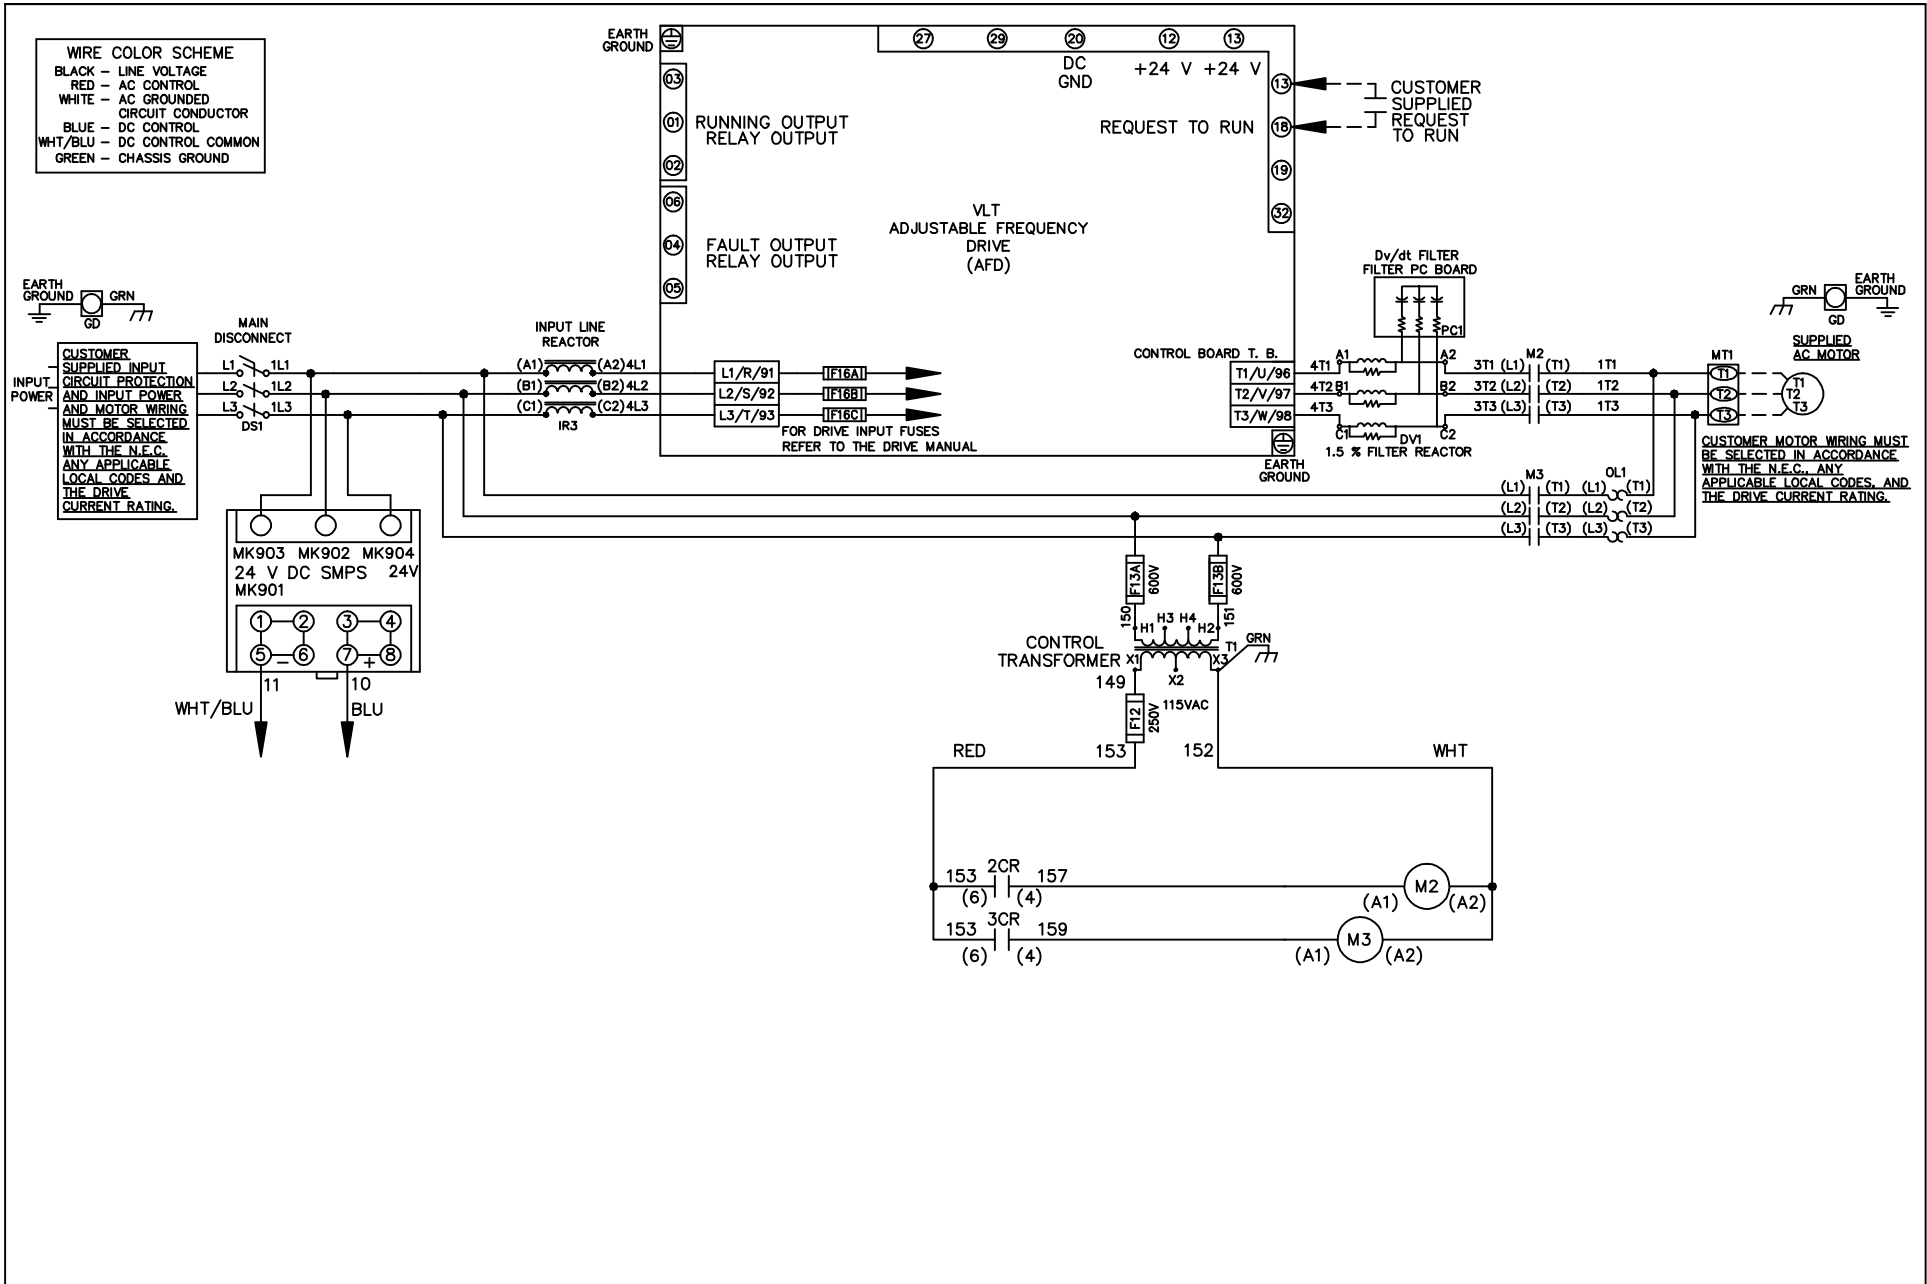 WIRE COLOR SCHEME
BLACK – LINE VOLTAGE
RED – AC CONTROL
WHITE – AC GROUNDED
CIRCUIT CONDUCTOR
BLUE – DC CONTROL
WHT/BLU – DC CONTROL COMMON
GREEN – CHASSIS GROUND
EARTH
GROUND
03
01
02
RUNNING OUTPUT
RELAY OUTPUT
06
04
05
FAULT OUTPUT
RELAY OUTPUT
27
29
20
12
13
DC
GND
+24 V
+24 V
13
REQUEST TO RUN
18
19
32
CUSTOMER
SUPPLIED
REQUEST
TO RUN
VLT
ADJUSTABLE FREQUENCY
DRIVE
(AFD)
Dv/dt FILTER
FILTER PC BOARD
PC1
EARTH
GROUND
GRN
GD
INPUT
POWER
CUSTOMER
SUPPLIED INPUT
CIRCUIT PROTECTION
AND INPUT POWER
AND MOTOR WIRING
MUST BE SELECTED
IN ACCORDANCE
WITH THE N.E.C.
ANY APPLICABLE
LOCAL CODES AND
THE DRIVE
CURRENT RATING.
MAIN
DISCONNECT
L1 1L1
L2 1L2
L3 1L3
DS1
INPUT LINE
REACTOR
(A1) (A2) 4L1
(B1) (B2) 4L2
(C1) (C2) 4L3
IR3
L1/R/91
L2/S/92
L3/T/93
F16A
F16B
F16C
FOR DRIVE INPUT FUSES
REFER TO THE DRIVE MANUAL
CONTROL BOARD T. B.
T1/U/96
T2/V/97
T3/W/98
EARTH
GROUND
4T1 A1 A2
4T2 B1 B2
4T3 C1 C2
DV1
1.5 % FILTER REACTOR
M2
3T1 (L1) (T1) 1T1
3T2 (L2) (T2) 1T2
3T3 (L3) (T3) 1T3
MT1
T1
T2
T3
GRN
EARTH
GROUND
GD
SUPPLIED
AC MOTOR
T1
T2
T3
CUSTOMER MOTOR WIRING MUST
BE SELECTED IN ACCORDANCE
WITH THE N.E.C., ANY
APPLICABLE LOCAL CODES, AND
THE DRIVE CURRENT RATING.
M3
OL1
(L1) (T1) (L1) (T1)
(L2) (T2) (L2) (T2)
(L3) (T3) (L3) (T3)
MK903 MK902 MK904
24 V DC SMPS 24V
MK901
1 2 3 4
5 – 6 7 + 8
11 10
WHT/BLU BLU
F13A
600V
F13B
600V
150
151
H1 H3 H4 H2
T1
GRN
CONTROL
TRANSFORMER
X1 X3
X2
149
F12
250V
115VAC
RED 153 152 WHT
153 2CR 157
(6) (4)
M2
(A1) (A2)
153 3CR 159
(6) (4)
M3
(A1) (A2)